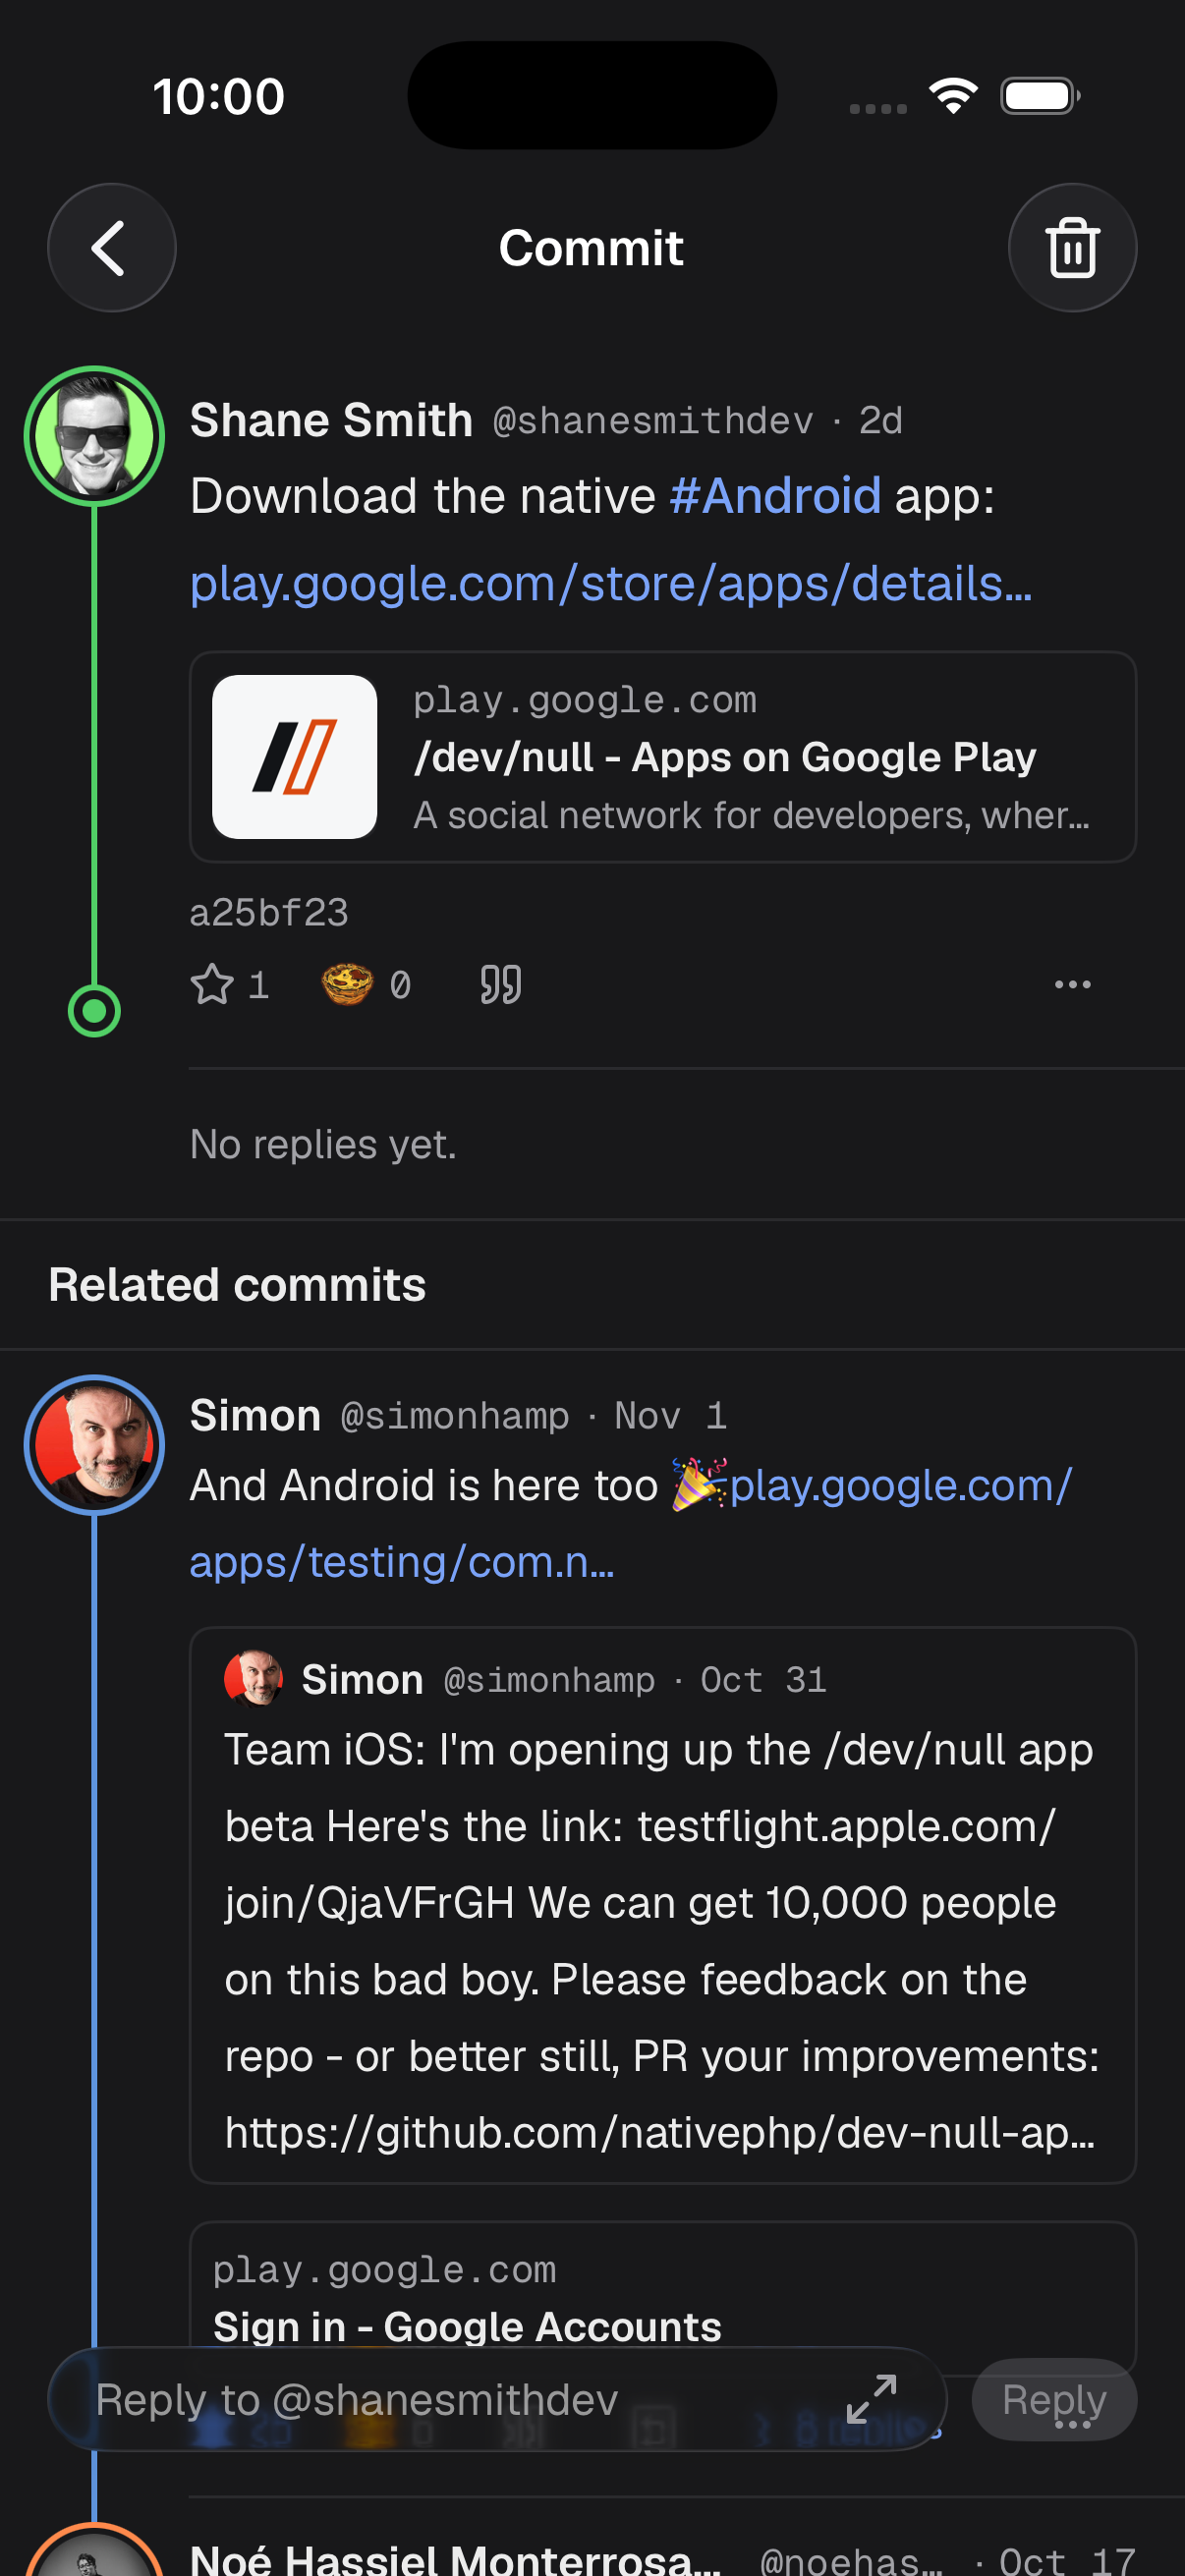 10:00
Commit
Shane Smith @shanesmithdev · 2d
Download the native #Android app:
play.google.com/store/apps/details…
play.google.com
/dev/null - Apps on Google Play
A social network for developers, wher…
a25bf23
1 0
No replies yet.
Related commits
Simon @simonhamp · Nov 1
And Android is here too 🎉play.google.com/
apps/testing/com.n…
Simon @simonhamp · Oct 31
Team iOS: I'm opening up the /dev/null app
beta Here's the link: testflight.apple.com/
join/QjaVFrGH We can get 10,000 people
on this bad boy. Please feedback on the
repo - or better still, PR your improvements:
https://github.com/nativephp/dev-null-ap…
play.google.com
Sign in - Google Accounts
Reply to @shanesmithdev
Reply
Noé Hassiel Monterrosa… @noehas… · Oct 17